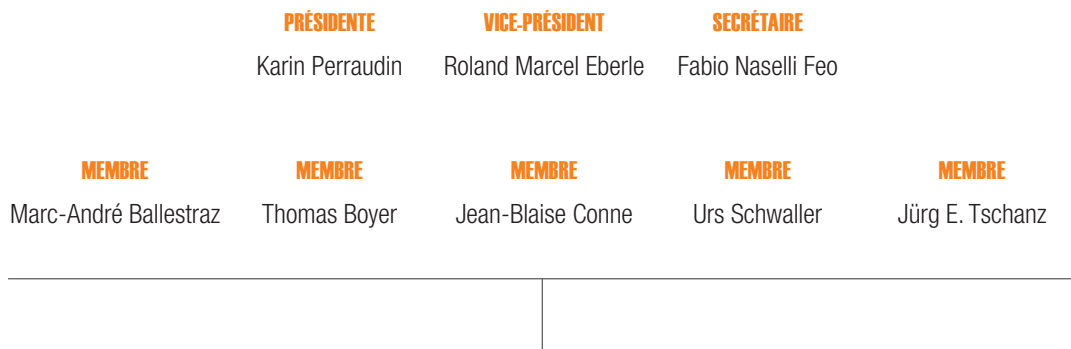 PRÉSIDENTE VICE-PRÉSIDENT SECRÉTAIRE
Karin Perraudin Roland Marcel Eberle Fabio Naselli Feo
MEMBRE MEMBRE MEMBRE MEMBRE MEMBRE
Marc-André Ballestraz Thomas Boyer Jean-Blaise Conne Urs Schwaller Jürg E. Tschanz